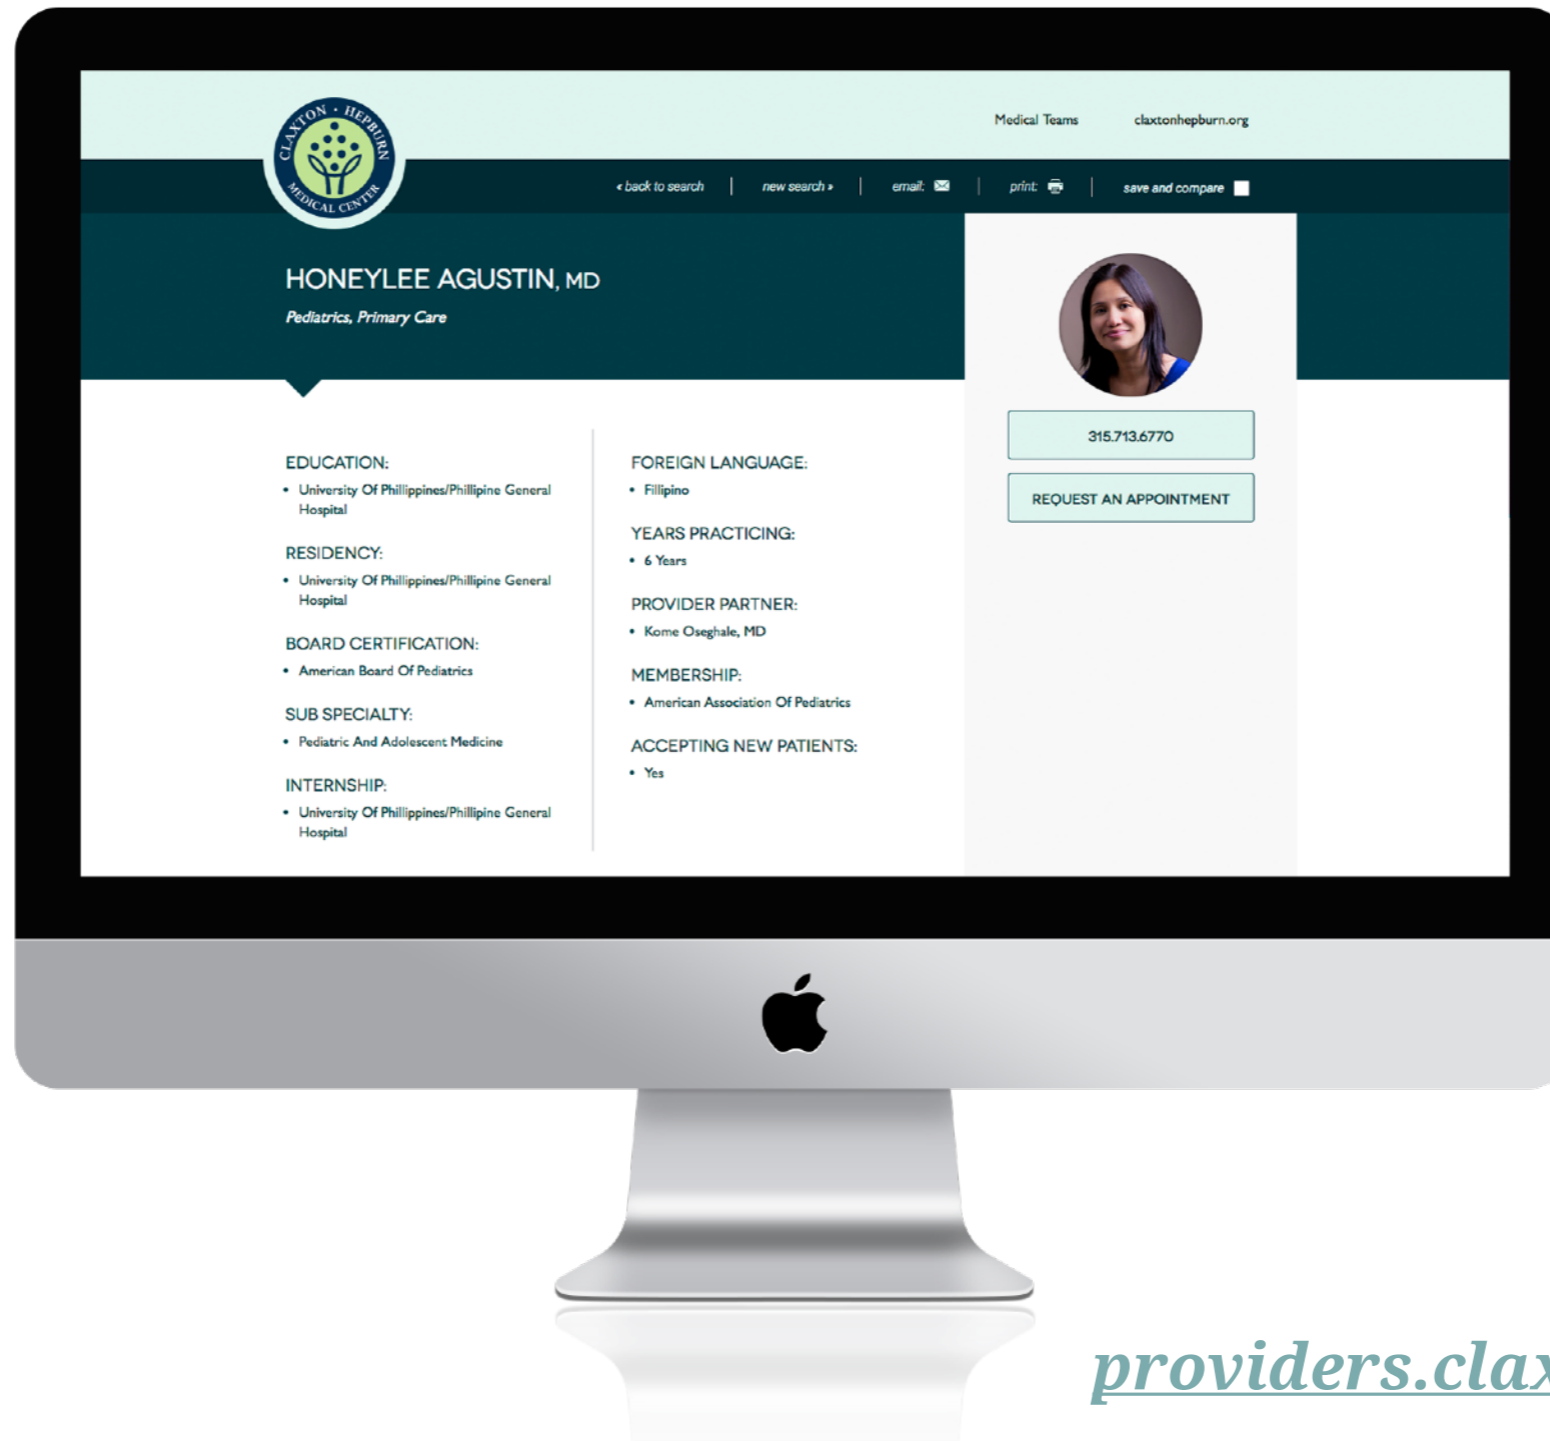 CLAXTON · HEPBURN
MEDICAL CENTER
Medical Teams claxtonhepburn.org
‹ back to search | new search › | email: | print: | save and compare
HONEYLEE AGUSTIN, MD
Pediatrics, Primary Care
315.713.6770
REQUEST AN APPOINTMENT
EDUCATION:
• University Of Phillippines/Phillipine General
Hospital
RESIDENCY:
• University Of Phillippines/Phillipine General
Hospital
BOARD CERTIFICATION:
• American Board Of Pediatrics
SUB SPECIALTY:
• Pediatric And Adolescent Medicine
INTERNSHIP:
• University Of Phillippines/Phillipine General
Hospital
FOREIGN LANGUAGE:
• Fillipino
YEARS PRACTICING:
• 6 Years
PROVIDER PARTNER:
• Kome Oseghale, MD
MEMBERSHIP:
• American Association Of Pediatrics
ACCEPTING NEW PATIENTS:
• Yes
providers.clax